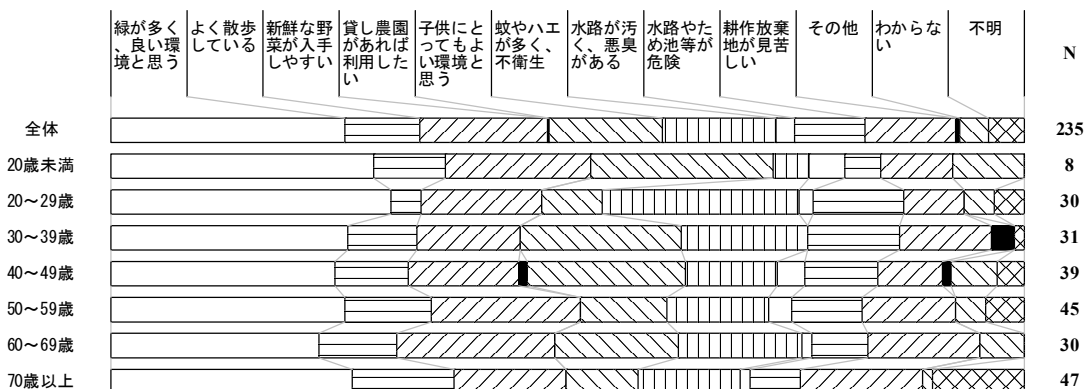 緑が多く
、良い環
境と思う
よく散歩
している
新鮮な野
菜が入手
しやすい
貸し農園
があれば
利用した
い
子供にと
ってもよ
い環境と
思う
蚊やハエ
が多く、
不衛生
水路が汚
く、悪臭
がある
水路やた
め池等が
危険
耕作放棄
地が見苦
しい
その他
わからな
い
不明
N
全体
235
20歳未満
8
20～29歳
30
30～39歳
31
40～49歳
39
50～59歳
45
60～69歳
30
70歳以上
47